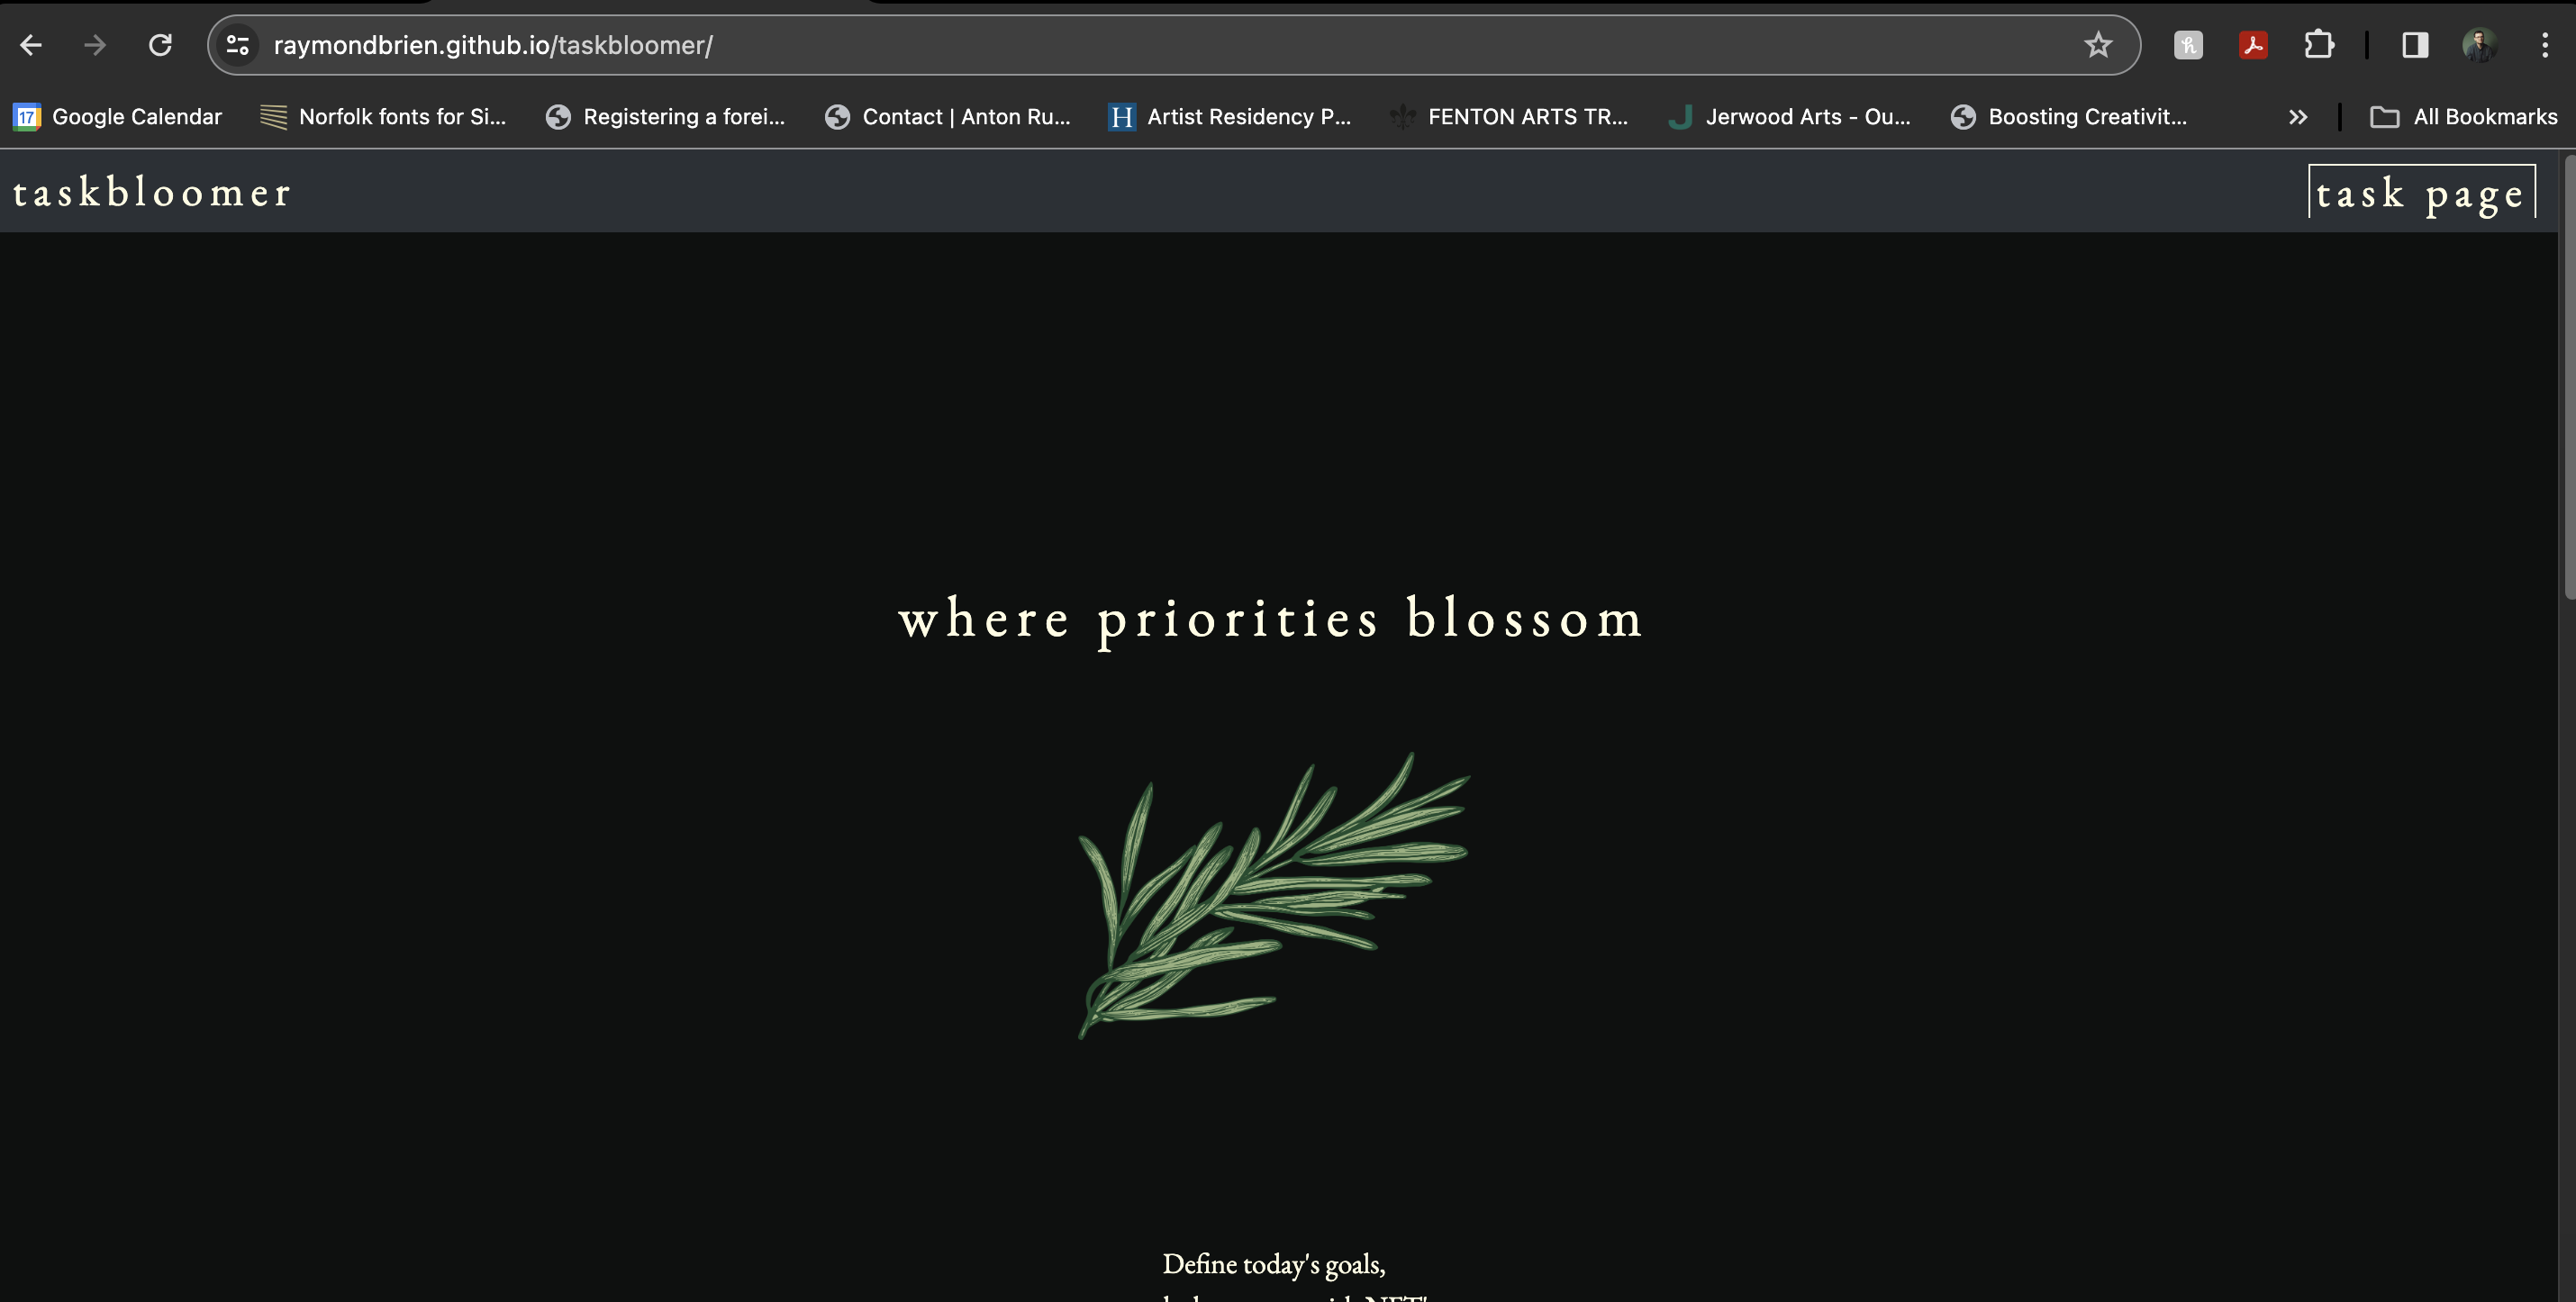 raymondbrien.github.io/taskbloomer/
17 Google Calendar
Norfolk fonts for Si...
Registering a forei...
Contact | Anton Ru...
H Artist Residency P...
FENTON ARTS TR...
J Jerwood Arts - Ou...
Boosting Creativit...
All Bookmarks
taskbloomer
task page
where priorities blossom
Define today's goals,